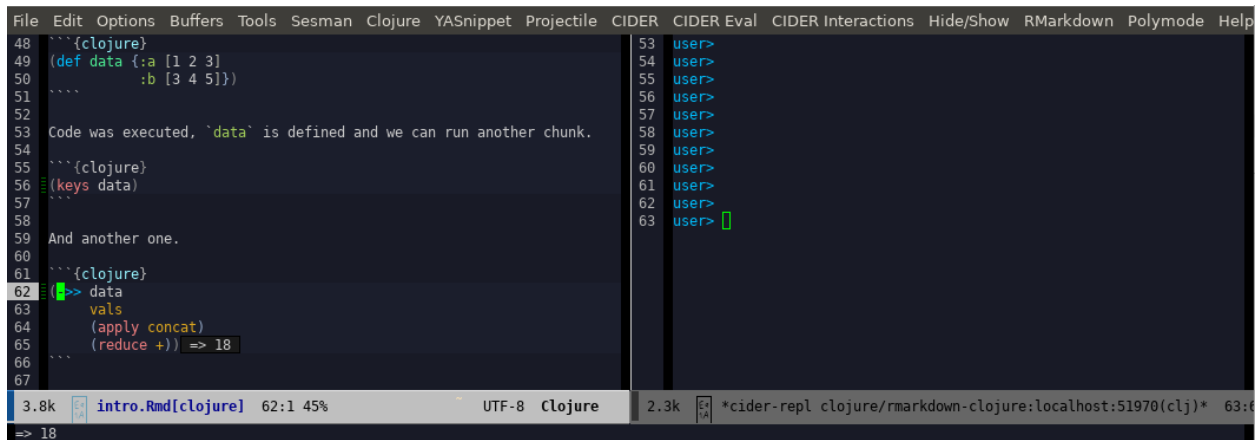 File Edit Options Buffers Tools Sesman Clojure YASnippet Projectile CIDER CIDER Eval CIDER Interactions Hide/Show RMarkdown Polymode Help
48 ```{clojure}
49 (def data {:a [1 2 3]
50            :b [3 4 5]})
51 ````
52
53 Code was executed, `data` is defined and we can run another chunk.
54
55 ```{clojure}
56 (keys data)
57 ```
58
59 And another one.
60
61 ```{clojure}
62 (->> data
63      vals
64      (apply concat)
65      (reduce +)) => 18
66 ```
67
3.8k intro.Rmd[clojure] 62:1 45% UTF-8 Clojure
53 user>
54 user>
55 user>
56 user>
57 user>
58 user>
59 user>
60 user>
61 user>
62 user>
63 user>
2.3k *cider-repl clojure/rmarkdown-clojure:localhost:51970(clj)* 63:6
=> 18